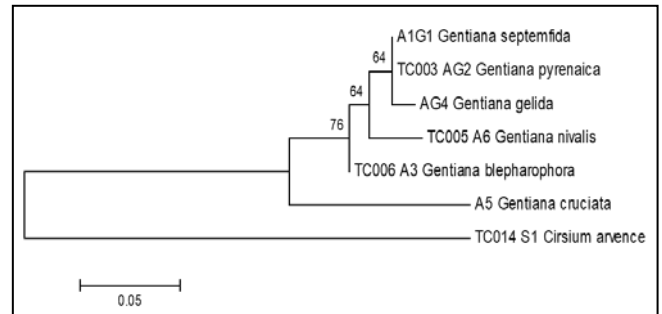 A1G1 Gentiana septemfida
64
TC003 AG2 Gentiana pyrenaica
64
AG4 Gentiana gelida
76
TC005 A6 Gentiana nivalis
TC006 A3 Gentiana blepharophora
A5 Gentiana cruciata
TC014 S1 Cirsium arvence
0.05